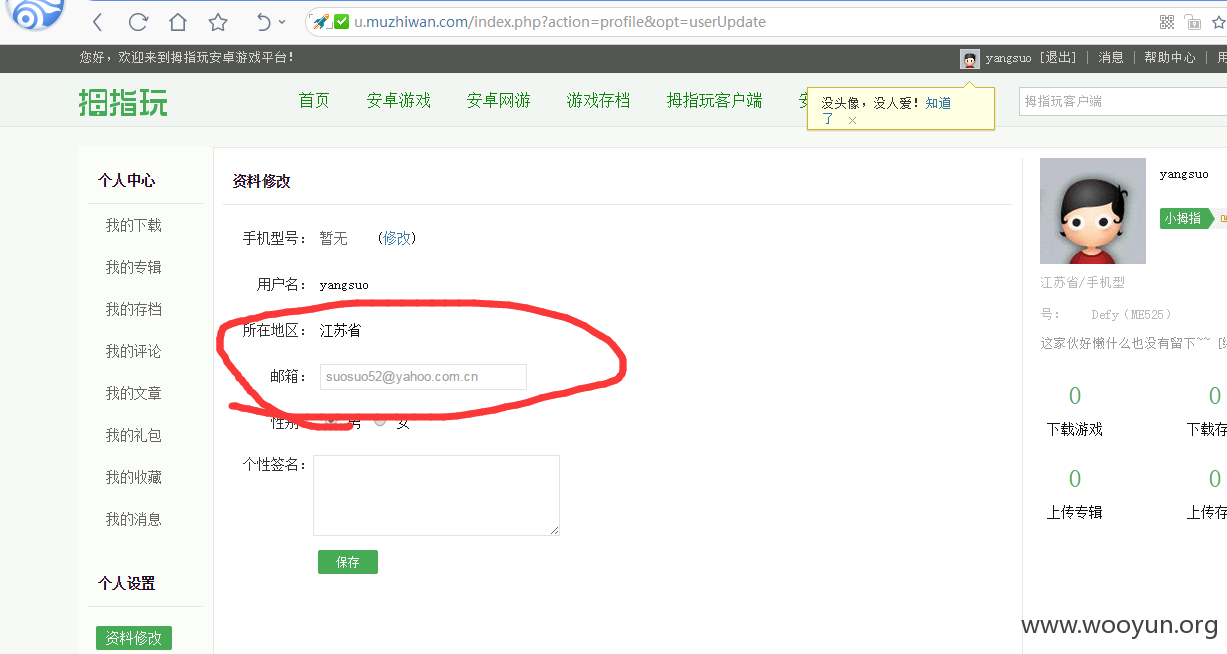 u.muzhiwan.com/index.php?action=profile&opt=userUpdate
您好，欢迎来到拇指玩安卓游戏平台！
yangsuo [退出] | 消息 | 帮助中心 |
拇指玩
首页 安卓游戏 安卓网游 游戏存档 拇指玩客户端
没头像，没人爱！知道
了 ×
拇指玩客户端
个人中心
我的下载
我的专辑
我的存档
我的评论
我的文章
我的礼包
我的收藏
我的消息
个人设置
资料修改
资料修改
手机型号： 暂无 (修改)
用户名： yangsuo
所在地区： 江苏省
邮箱： suosuo52@yahoo.com.cn
性别 男 女
个性签名：
保存
yangsuo
小拇指
江苏省/手机型
号： Defy（ME525）
这家伙好懒什么也没有留下~~
0 0
下载游戏 下载存
0 0
上传专辑 上传存
www.wooyun.org